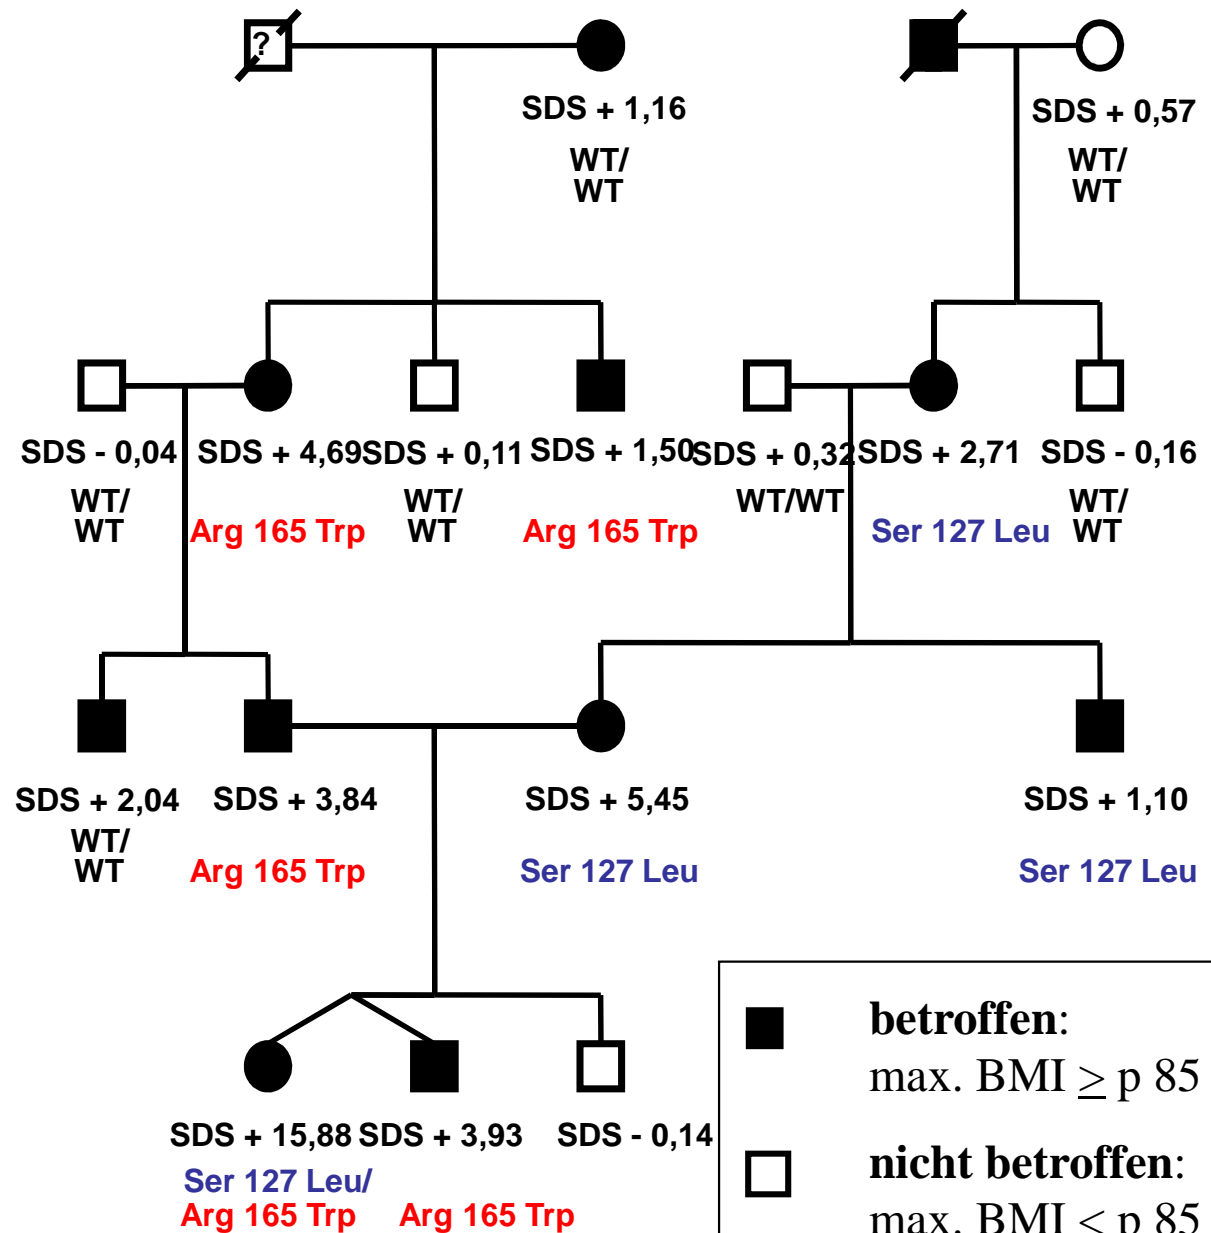 ?
SDS + 1,16
WT/
WT
SDS + 0,57
WT/
WT
SDS - 0,04
WT/
WT
SDS + 4,69
Arg 165 Trp
SDS + 0,11
WT/
WT
SDS + 1,50
Arg 165 Trp
SDS + 0,32
WT/WT
SDS + 2,71
Ser 127 Leu
SDS - 0,16
WT/
WT
SDS + 2,04
WT/
WT
SDS + 3,84
Arg 165 Trp
SDS + 5,45
Ser 127 Leu
SDS + 1,10
Ser 127 Leu
SDS + 15,88
Ser 127 Leu/
Arg 165 Trp
SDS + 3,93
Arg 165 Trp
SDS - 0,14
betroffen:
max. BMI ≥ p 85
nicht betroffen:
max. BMI < p 85